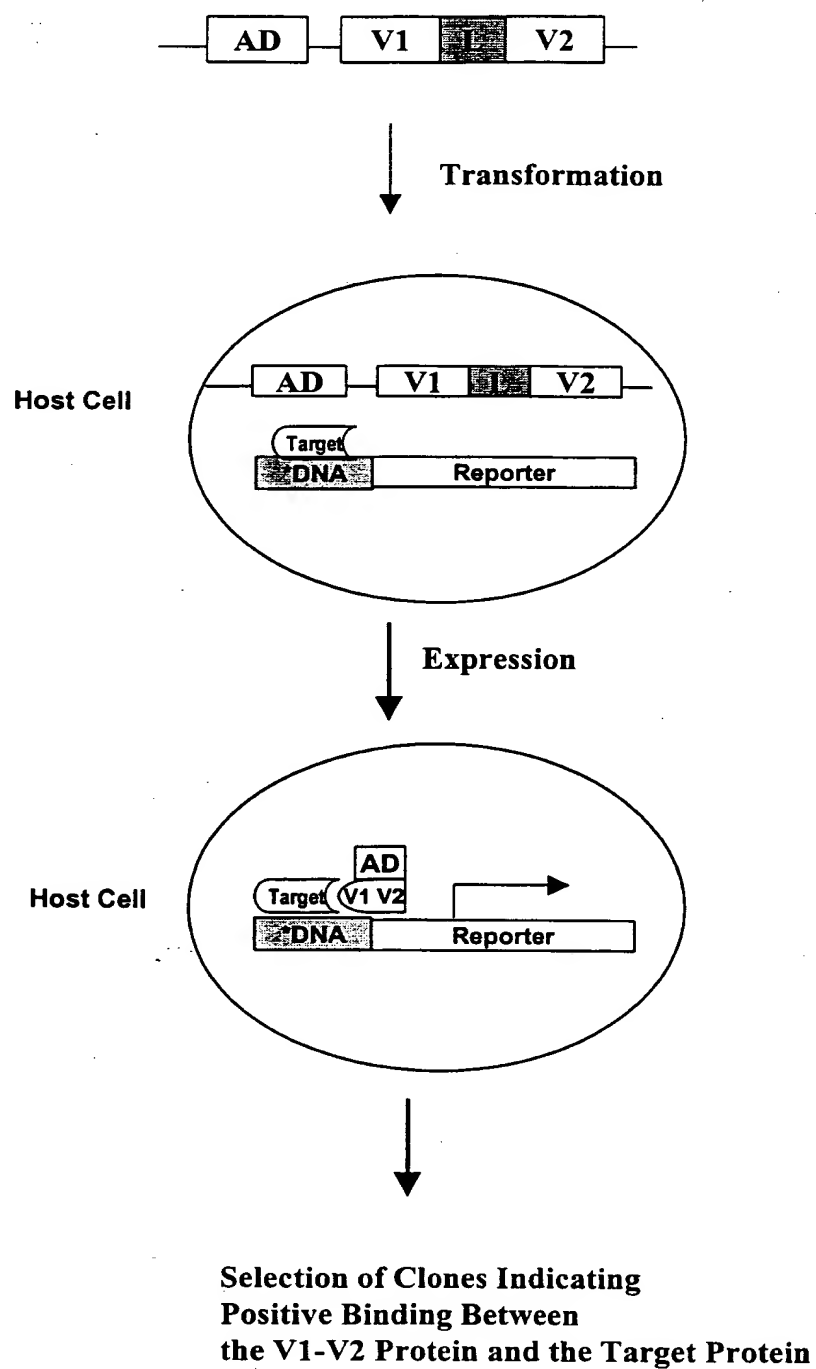 AD V1 L V2
Transformation
Host Cell
AD V1 L V2
Target
*DNA Reporter
Expression
Host Cell
AD
Target V1 V2
*DNA Reporter
Selection of Clones Indicating
Positive Binding Between
the V1-V2 Protein and the Target Protein